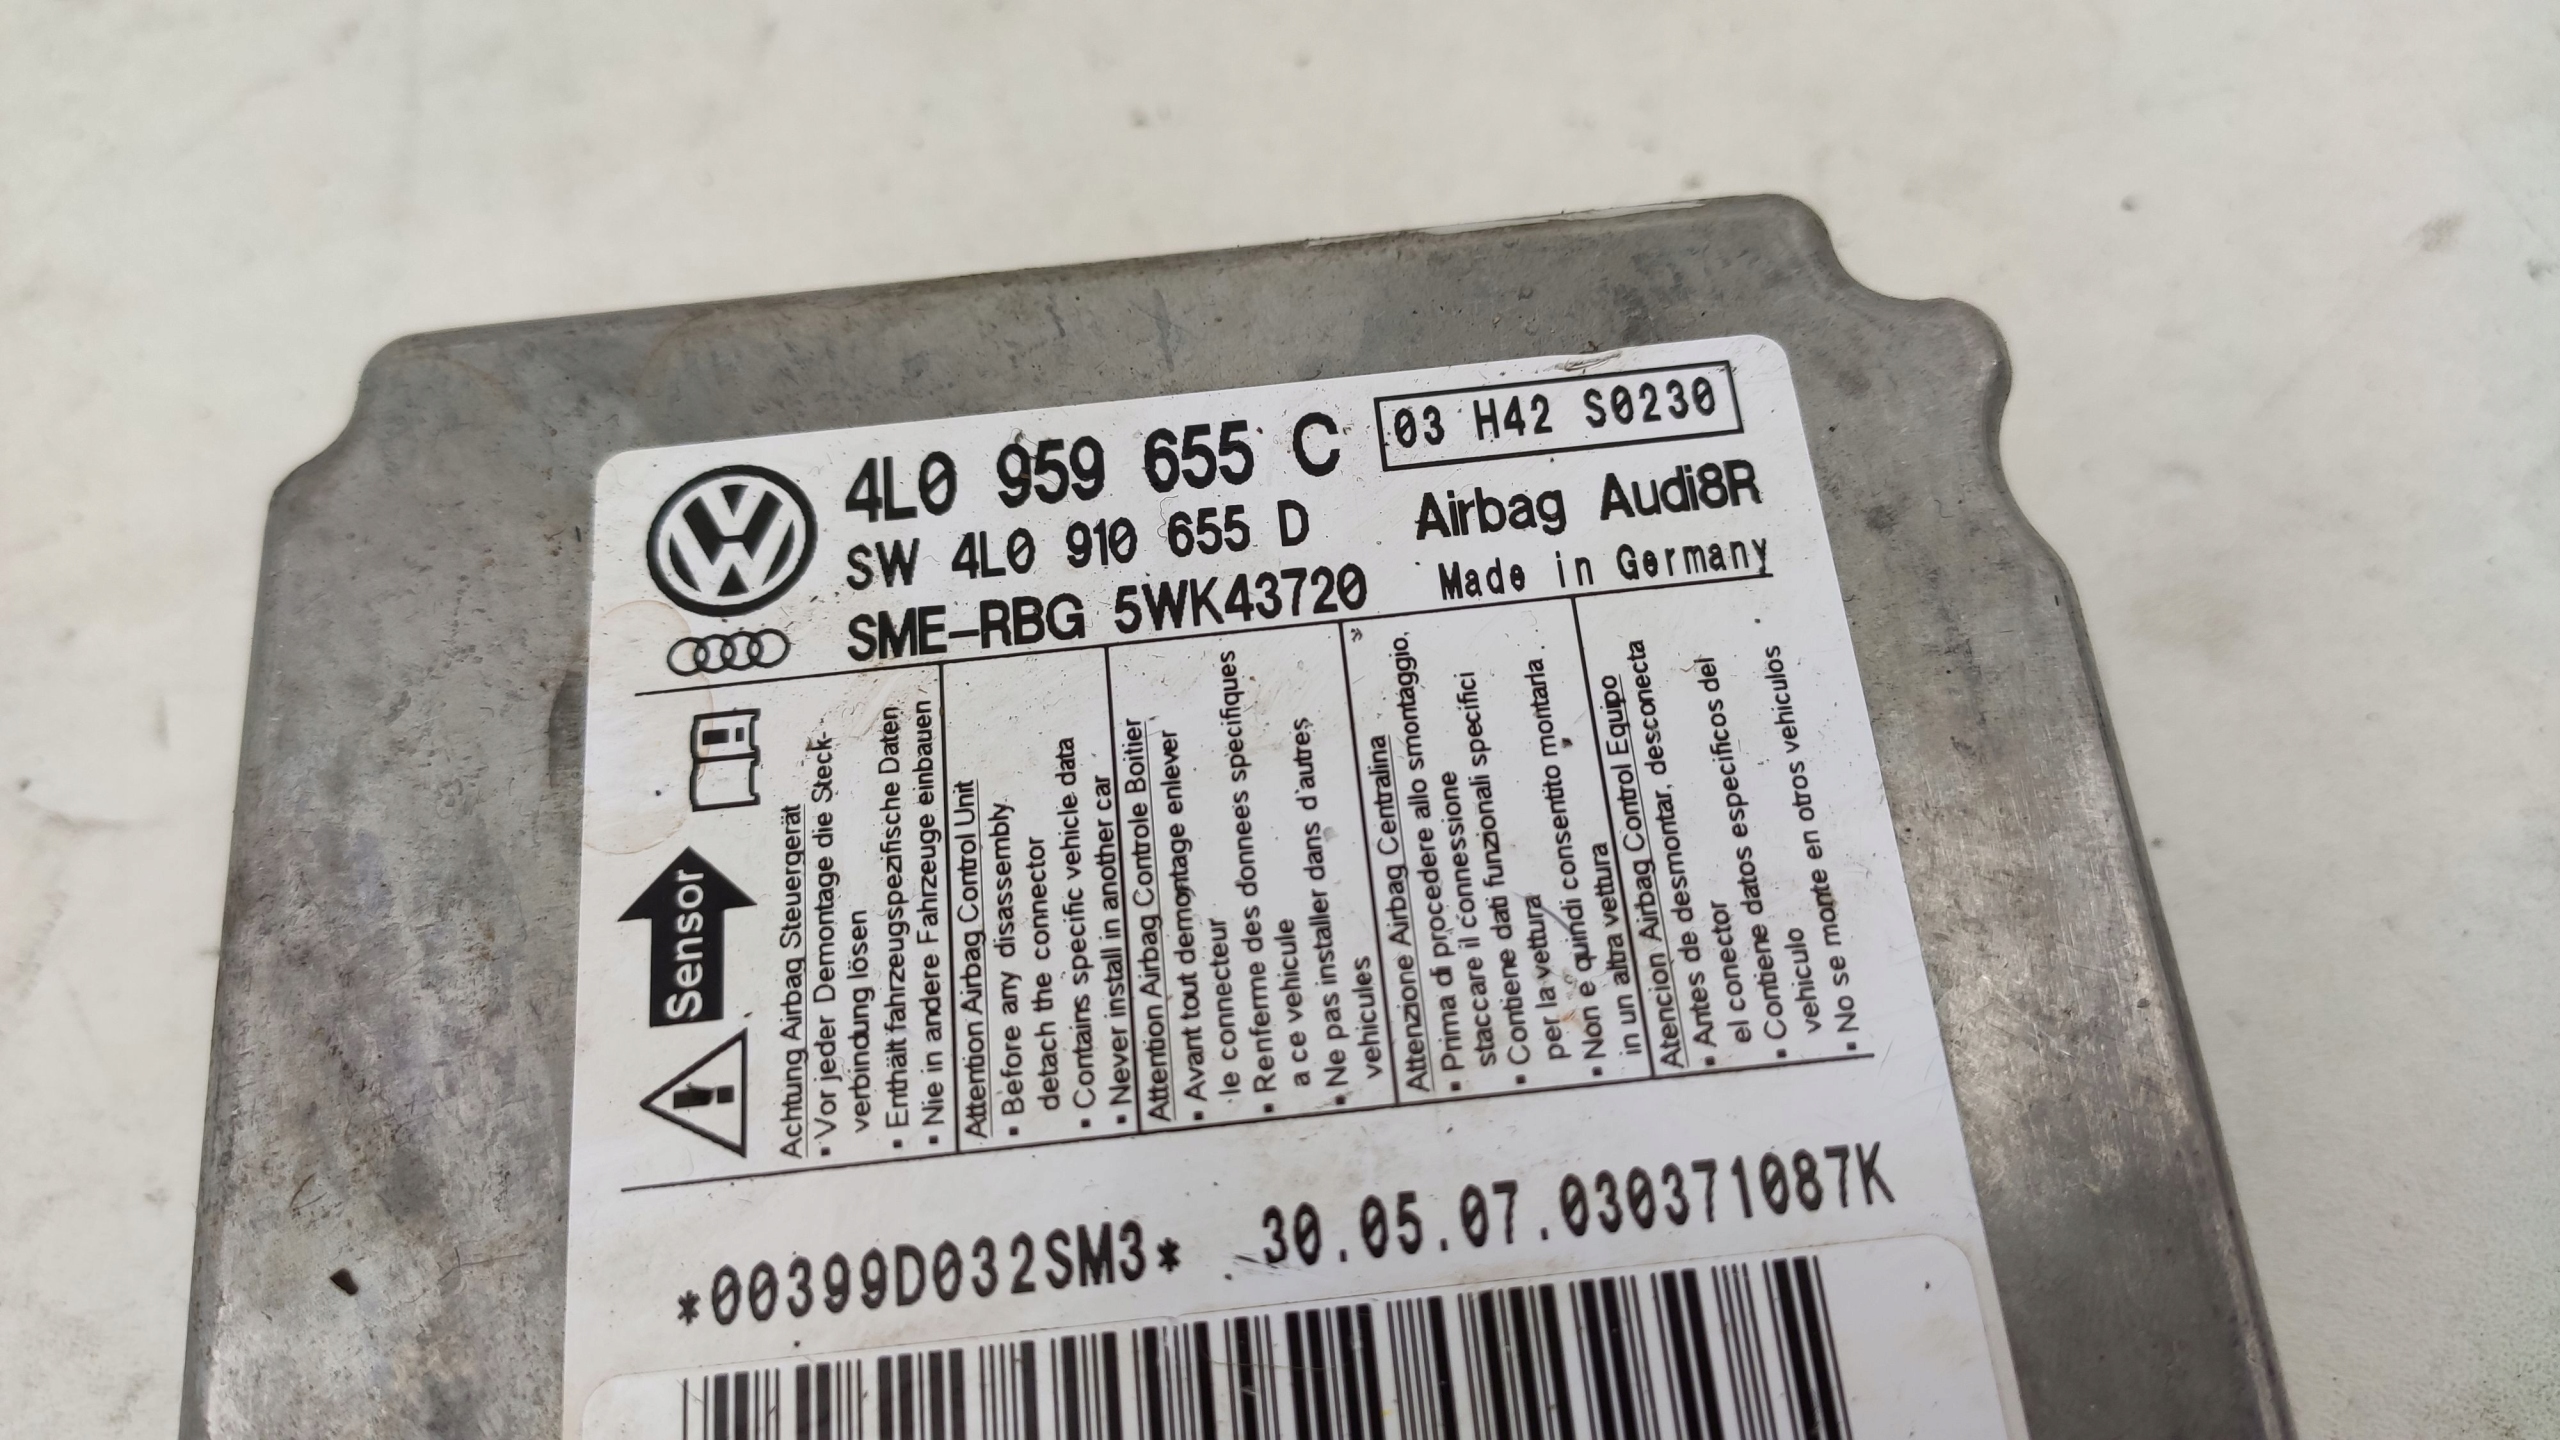 4L0 959 655 C
03 H42 S0230
SW 4L0 910 655 D
Airbag Audi8R
SME-RBG 5WK43720
Made in Germany
Sensor
Achtung Airbag Steuergerät
▪ Vor jeder Demontage die Steck-
verbindung lösen
▪ Enthält fahrzeugspezifische Daten
▪ Nie in andere Fahrzeuge einbauen
Attention Airbag Control Unit
▪ Before any disassembly
detach the connector
▪ Contains specific vehicle data
▪ Never install in another car
Attention Airbag Controle Boitier
▪ Avant tout demontage enlever
le connecteur
▪ Renferme des donnees specifiques
a ce vehicule
▪ Ne pas installer dans d'autres
vehicules
Attenzione Airbag Centralina
▪ Prima di procedere allo smontaggio,
staccare il connessione
▪ Contiene dati funzionali specifici
per la vettura
▪ Non e quindi consentito montarla
in un altra vettura
Atencion Airbag Control Equipo
▪ Antes de desmontar, desconecta
el conector
▪ Contiene datos especificos del
vehiculo
▪ No se monte en otros vehiculos
*00399D032SM3*
30.05.07.030371087K